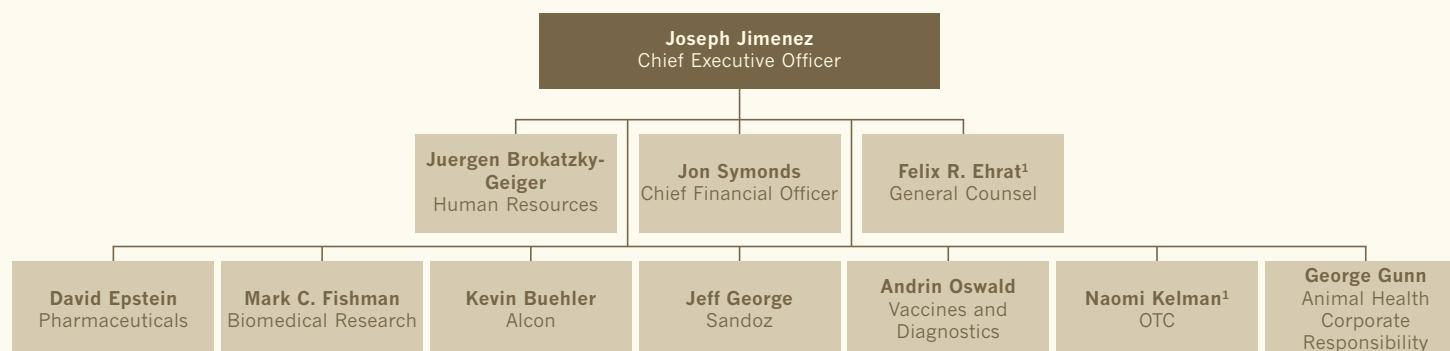 Joseph Jimenez
Chief Executive Officer
Juergen Brokatzky-
Geiger
Human Resources
Jon Symonds
Chief Financial Officer
Felix R. Ehrat¹
General Counsel
David Epstein
Pharmaceuticals
Mark C. Fishman
Biomedical Research
Kevin Buehler
Alcon
Jeff George
Sandoz
Andrin Oswald
Vaccines and
Diagnostics
Naomi Kelman¹
OTC
George Gunn
Animal Health
Corporate
Responsibility